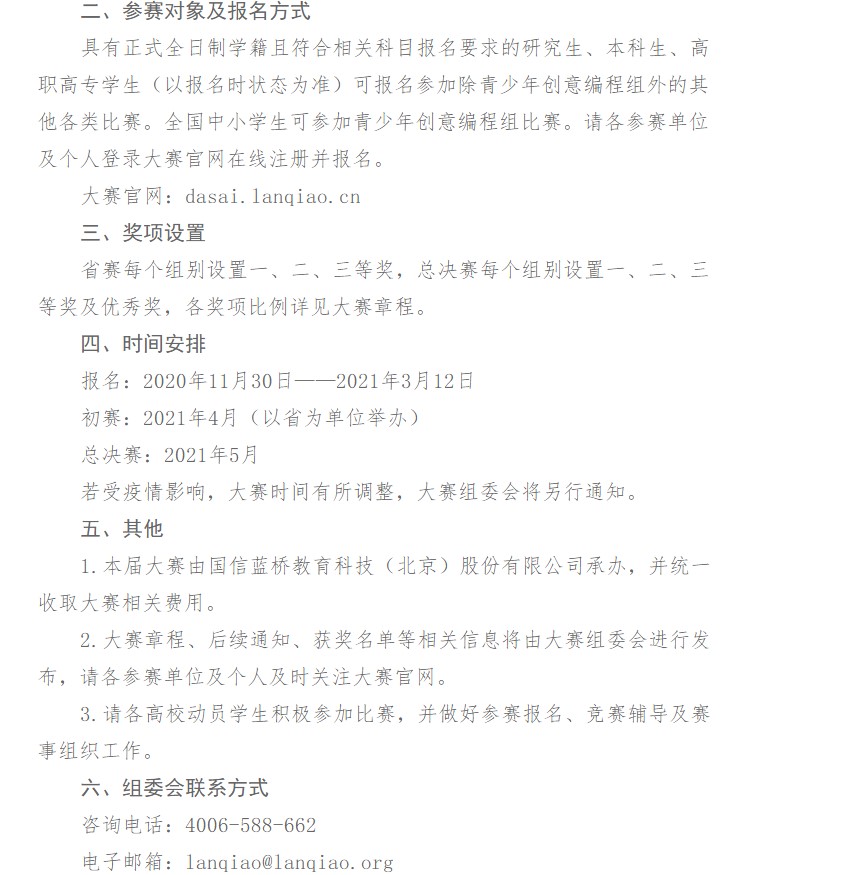 二、参赛对象及报名方式
具有正式全日制学籍且符合相关科目报名要求的研究生、本科生、高
职高专学生（以报名时状态为准）可报名参加除青少年创意编程组外的其
他各类比赛。全国中小学生可参加青少年创意编程组比赛。请各参赛单位
及个人登录大赛官网在线注册并报名。
大赛官网：dasai.lanqiao.cn
三、奖项设置
省赛每个组别设置一、二、三等奖，总决赛每个组别设置一、二、三
等奖及优秀奖，各奖项比例详见大赛章程。
四、时间安排
报名：2020年11月30日——2021年3月12日
初赛：2021年4月（以省为单位举办）
总决赛：2021年5月
若受疫情影响，大赛时间有所调整，大赛组委会将另行通知。
五、其他
1.本届大赛由国信蓝桥教育科技（北京）股份有限公司承办，并统一
收取大赛相关费用。
2.大赛章程、后续通知、获奖名单等相关信息将由大赛组委会进行发
布，请各参赛单位及个人及时关注大赛官网。
3.请各高校动员学生积极参加比赛，并做好参赛报名、竞赛辅导及赛
事组织工作。
六、组委会联系方式
咨询电话：4006-588-662
电子邮箱：lanqiao@lanqiao.org